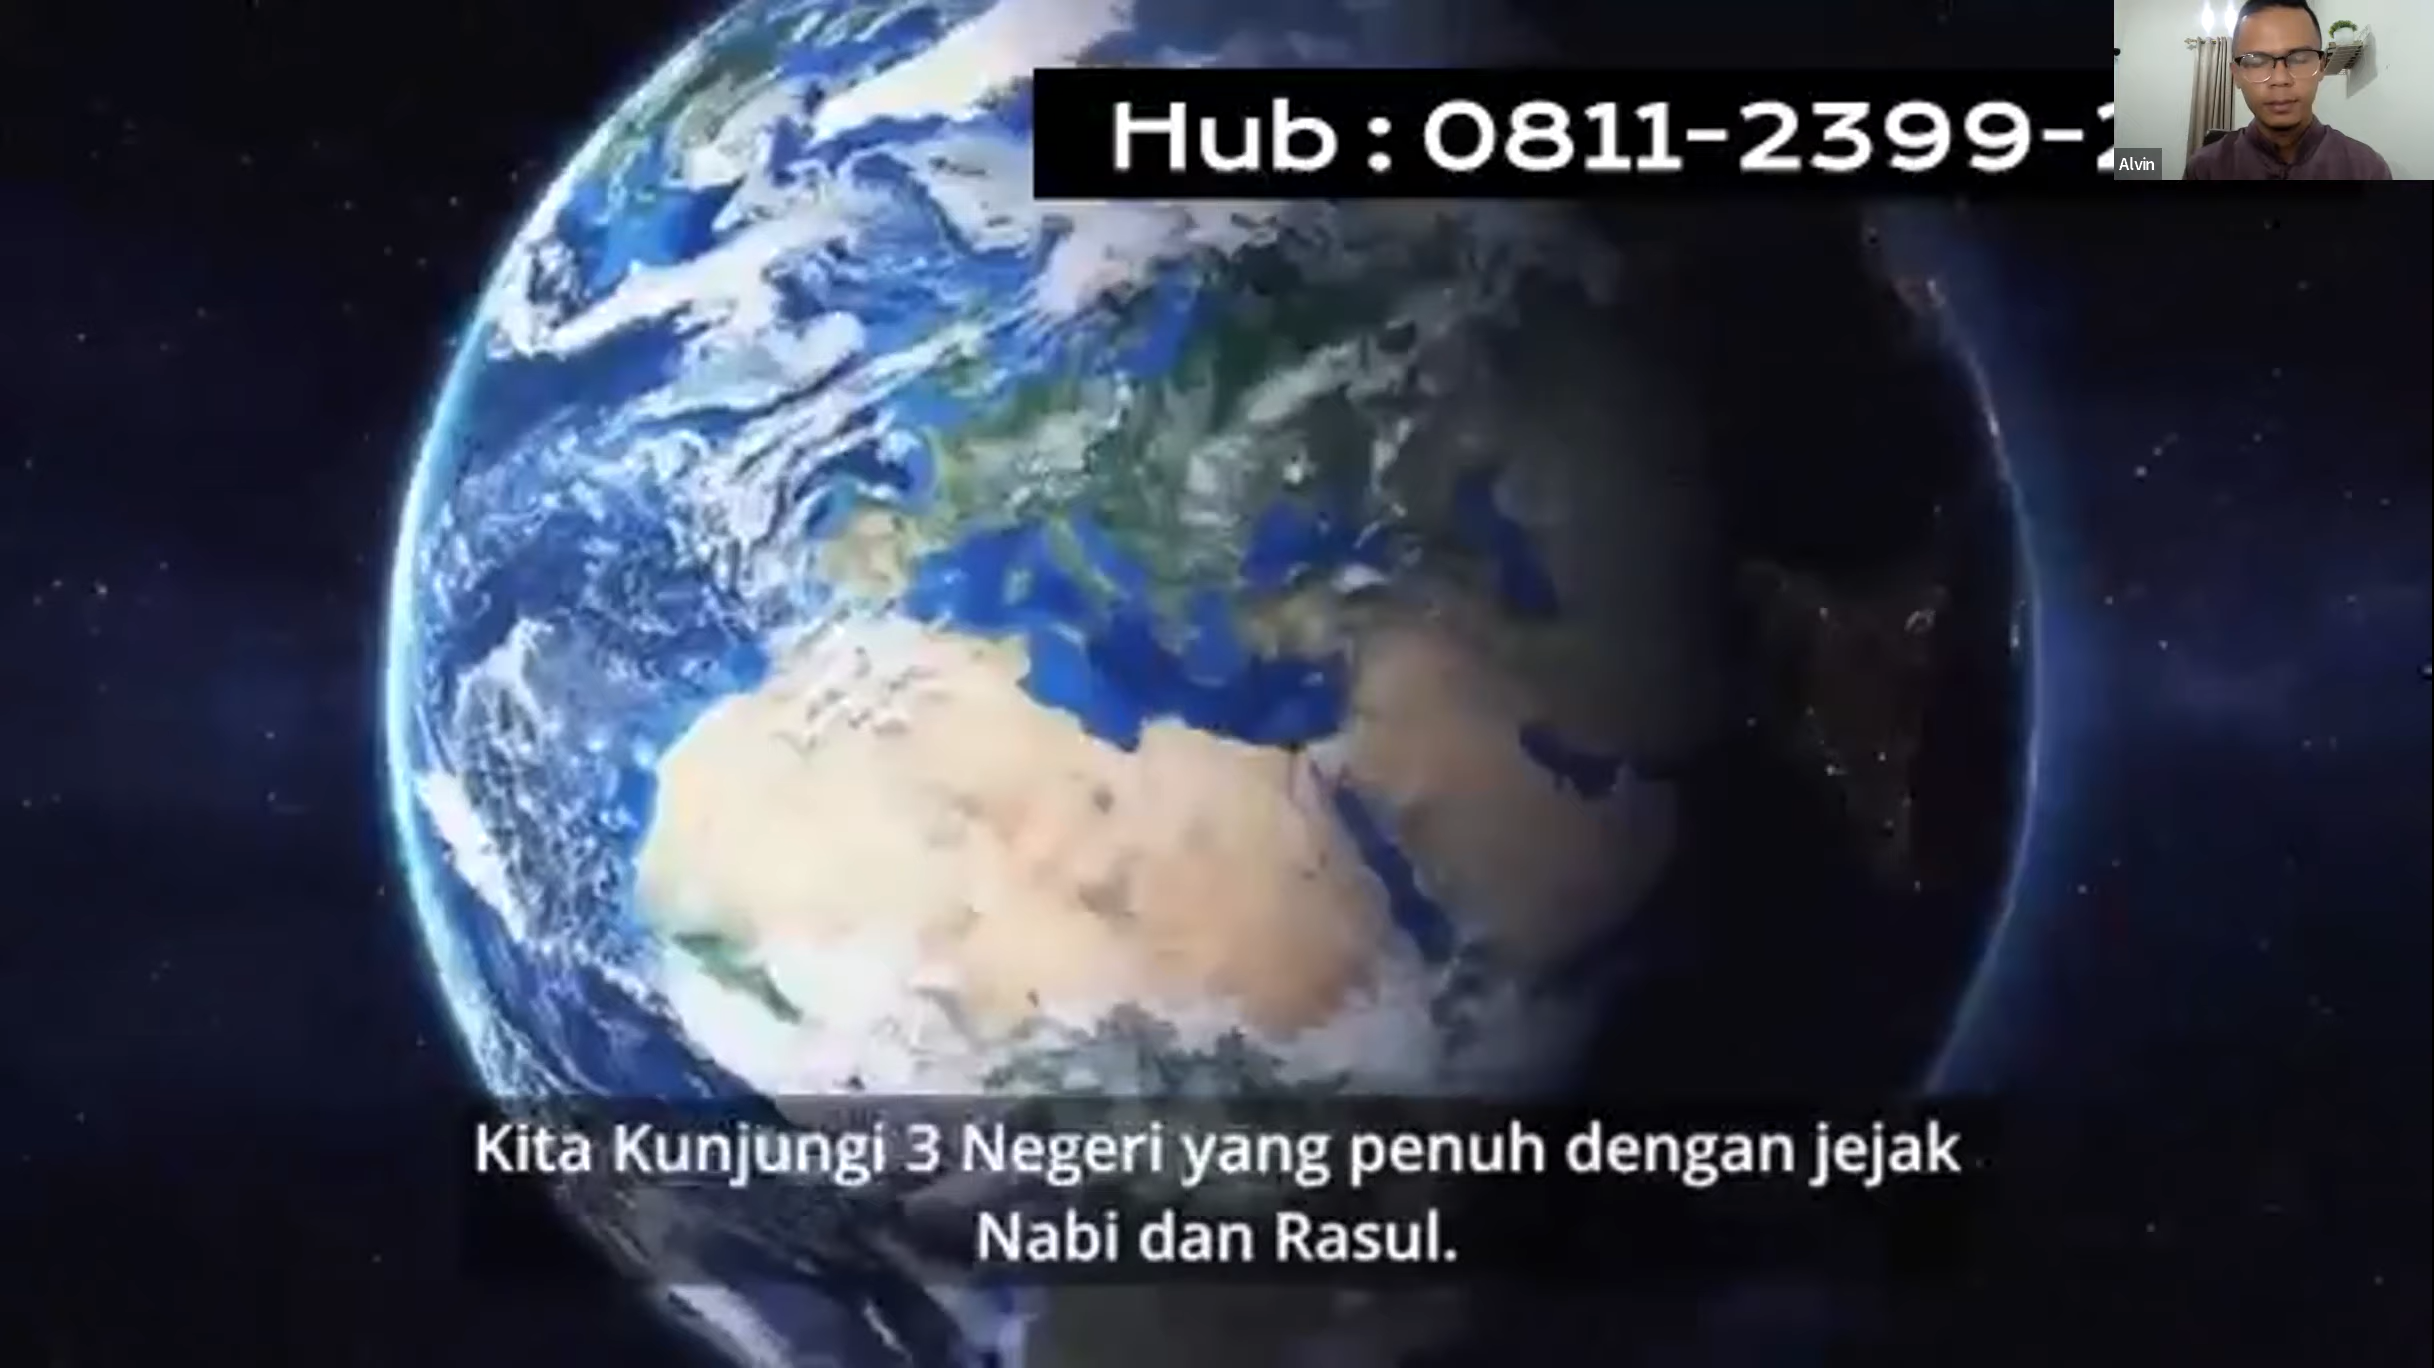 Hub : 0811-2399-
Alvin
Kita Kunjungi 3 Negeri yang penuh dengan jejak
Nabi dan Rasul.